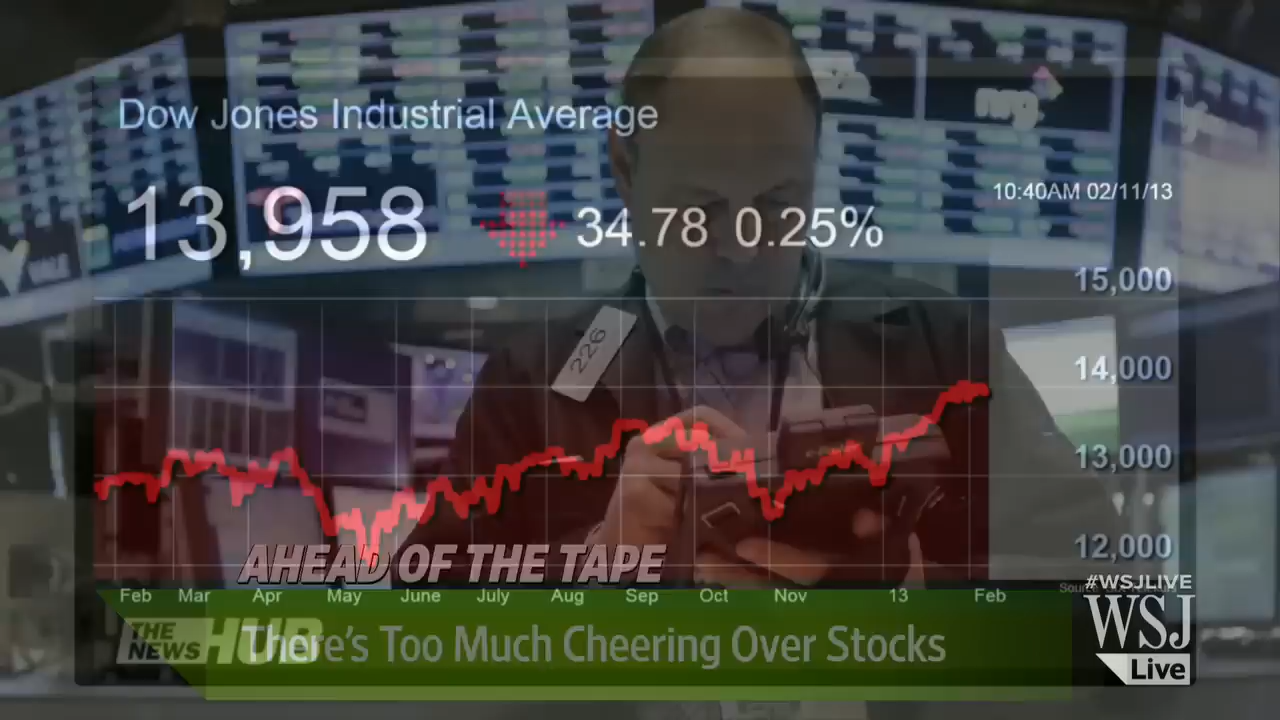 Dow Jones Industrial Average
13,958 34.78 0.25%
10:40AM 02/11/13
15,000
14,000
13,000
12,000
226
AHEAD OF THE TAPE
Feb Mar Apr May June July Aug Sep Oct Nov 13 Feb
#WSJLIVE
THE NEWS HUB
There's Too Much Cheering Over Stocks
WSJ
Live